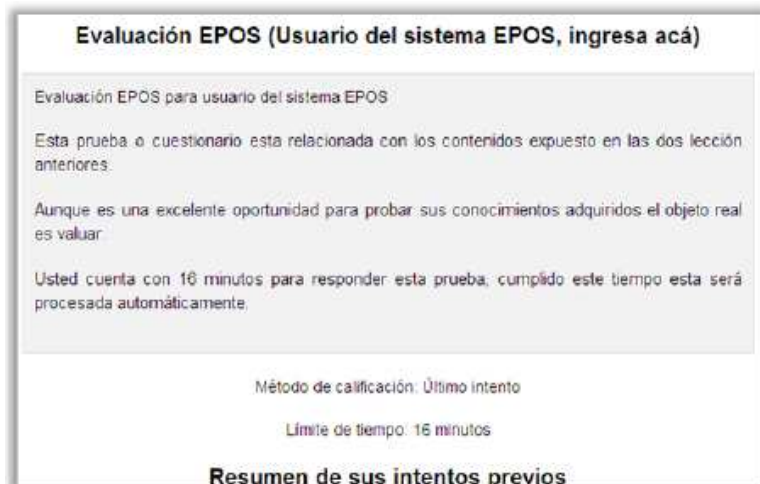 Evaluación EPOS (Usuario del sistema EPOS, ingresa acá)
Evaluación EPOS para usuario del sistema EPOS
Esta prueba o cuestionario esta relacionada con los contenidos expuesto en las dos lección
anteriores.
Aunque es una excelente oportunidad para probar sus conocimientos adquiridos el objeto real
es valuar.
Usted cuenta con 16 minutos para responder esta prueba, cumplido este tiempo esta será
procesada automáticamente.
Método de calificación: Último intento
Límite de tiempo: 16 minutos
Resumen de sus intentos previos